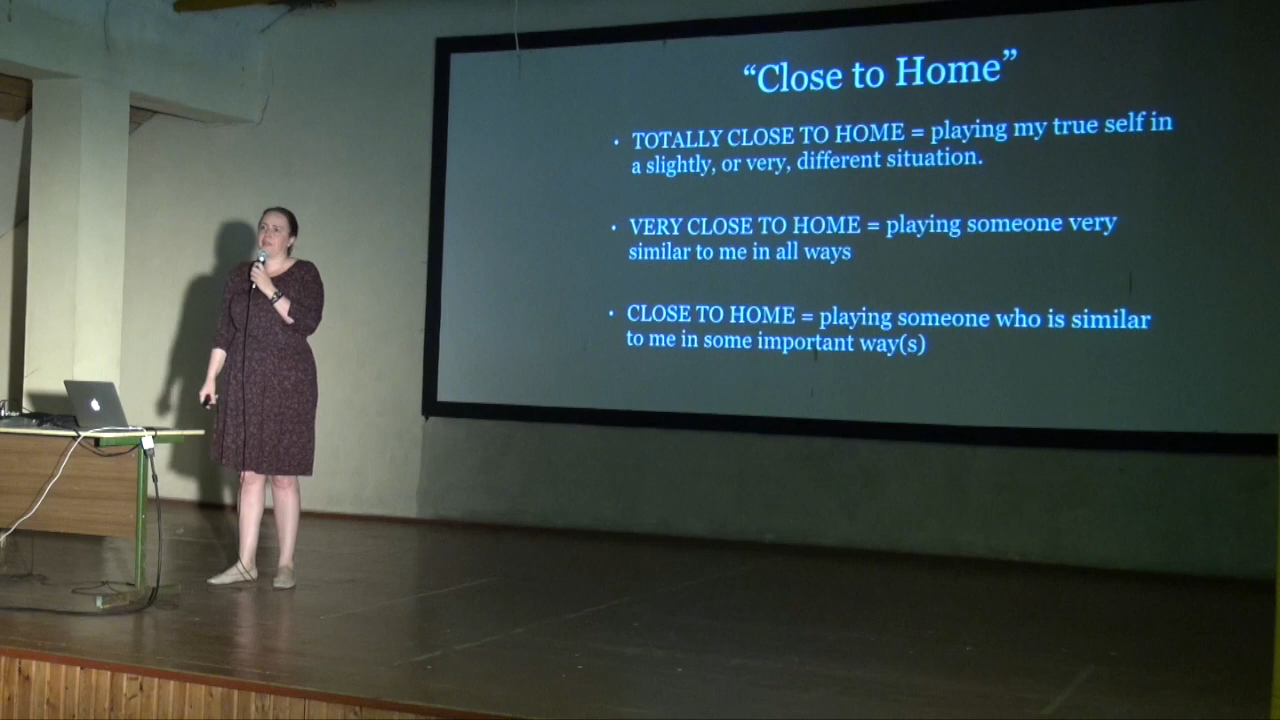 “Close to Home”
• TOTALLY CLOSE TO HOME = playing my true self in
a slightly, or very, different situation.
• VERY CLOSE TO HOME = playing someone very
similar to me in all ways
• CLOSE TO HOME = playing someone who is similar
to me in some important way(s)